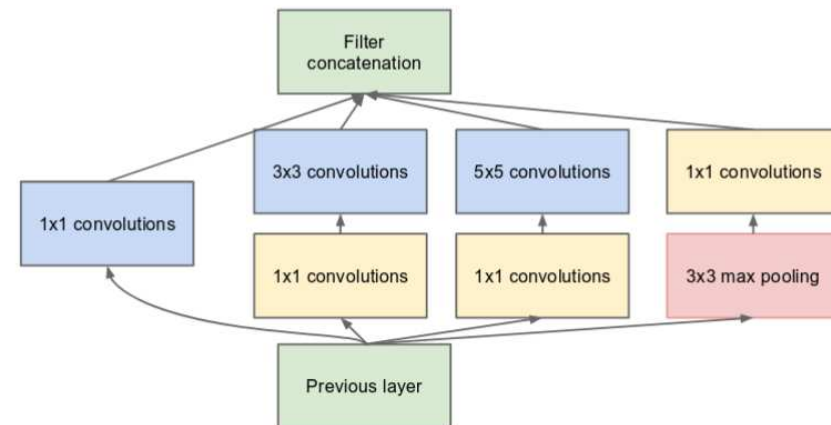 Filter
concatenation
3x3 convolutions
5x5 convolutions
1x1 convolutions
1x1 convolutions
1x1 convolutions
1x1 convolutions
3x3 max pooling
Previous layer